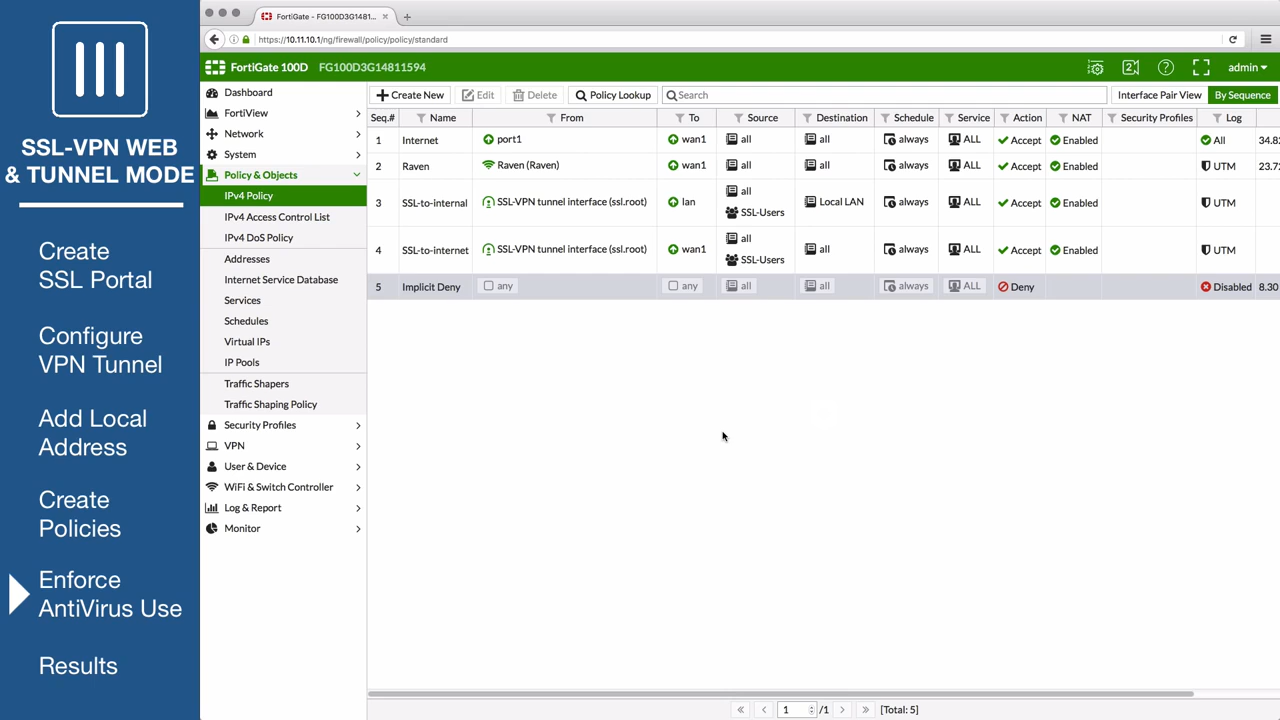 SSL-VPN WEB
& TUNNEL MODE
Create
SSL Portal
Configure
VPN Tunnel
Add Local
Address
Create
Policies
Enforce
AntiVirus Use
Results
FortiGate - FG100D3G1481...
https://10.11.10.1/ng/firewall/policy/policy/standard
FortiGate 100D FG100D3G14811594
admin
Dashboard
FortiView
Network
System
Policy & Objects
IPv4 Policy
IPv4 Access Control List
IPv4 DoS Policy
Addresses
Internet Service Database
Services
Schedules
Virtual IPs
IP Pools
Traffic Shapers
Traffic Shaping Policy
Security Profiles
VPN
User & Device
WiFi & Switch Controller
Log & Report
Monitor
Create New Edit Delete Policy Lookup Search Interface Pair View By Sequence
Seq.# Name From To Source Destination Schedule Service Action NAT Security Profiles Log
1 Internet port1 wan1 all all always ALL Accept Enabled All 34.8
2 Raven Raven (Raven) wan1 all all always ALL Accept Enabled UTM 23.7
3 SSL-to-internal SSL-VPN tunnel interface (ssl.root) lan all SSL-Users Local LAN always ALL Accept Enabled UTM
4 SSL-to-internet SSL-VPN tunnel interface (ssl.root) wan1 all SSL-Users all always ALL Accept Enabled UTM
5 Implicit Deny any any all all always ALL Deny Disabled 8.30
1 /1 [Total: 5]